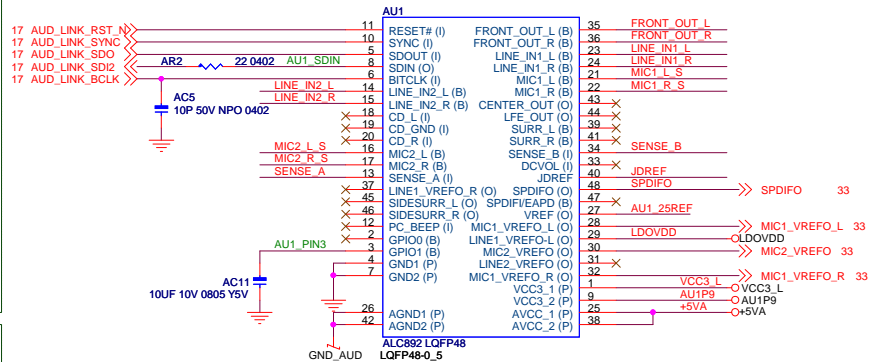 AU1
17 AUD_LINK_RST_N 11 RESET# (I) FRONT_OUT_L (B) 35 FRONT_OUT_L
17 AUD_LINK_SYNC 10 SYNC (I) FRONT_OUT_R (B) 36 FRONT_OUT_R
17 AUD_LINK_SDO 5 SDOUT (I) LINE_IN1_L (B) 23 LINE_IN1_L
17 AUD_LINK_SDI2 AR2 22 0402 AU1_SDIN 8 SDIN (O) LINE_IN1_R (B) 24 LINE_IN1_R
17 AUD_LINK_BCLK 6 BITCLK (I) MIC1_L (B) 21 MIC1_L_S
LINE_IN2_L 14 LINE_IN2_L (B) MIC1_R (B) 22 MIC1_R_S
LINE_IN2_R 15 LINE_IN2_R (B) CENTER_OUT (O) 43
AC5
10P 50V NPO 0402
18 CD_L (I) LFE_OUT (O) 44
19 CD_GND (I) SURR_L (B) 39
20 CD_R (I) SURR_R (B) 41
MIC2_L_S 16 MIC2_L (B) SENSE_B (I) 34 SENSE_B
MIC2_R_S 17 MIC2_R (B) DCVOL (I) 33
SENSE_A 13 SENSE_A (I) JDREF 40 JDREF
37 LINE1_VREFO_R (O) SPDIFO (O) 48 SPDIFO SPDIFO 33
45 SIDESURR_L (O) SPDIFI/EAPD (B) 47
46 SIDESURR_R (O) VREF (O) 27 AU1_25REF
12 PC_BEEP (I) MIC1_VREFO_L (O) 28 MIC1_VREFO_L 33
2 GPIO0 (B) LINE1_VREFO-L (O) 29 LDOVDD LDOVDD
AU1_PIN3 3 GPIO1 (B) MIC2_VREFO (O) 30 MIC2_VREFO 33
4 GND1 (P) LINE2_VREFO (O) 31
7 GND2 (P) MIC1_VREFO_R (O) 32 MIC1_VREFO_R 33
AC11
10UF 10V 0805 Y5V
VCC3_1 (P) 1 VCC3_L VCC3_L
VCC3_2 (P) 9 AU1P9 AU1P9
26 AGND1 (P) AVCC_1 (P) 25 +5VA +5VA
42 AGND2 (P) AVCC_2 (P) 38
ALC892 LQFP48
GND_AUD LQFP48-0_5